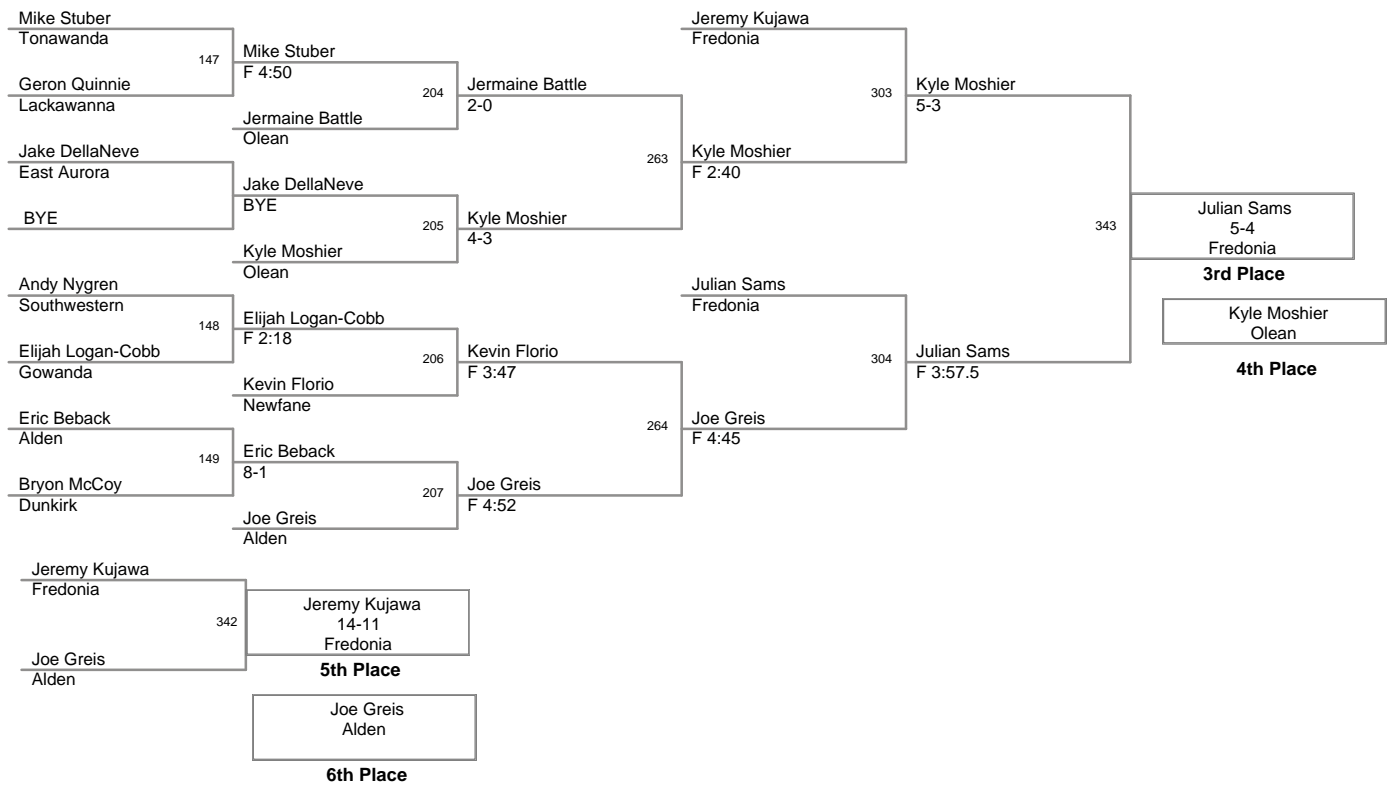 Mike Stuber
Tonawanda
147
Geron Quinnie
Lackawanna
Jake DellaNeve
East Aurora
BYE
Andy Nygren
Southwestern
148
Elijah Logan-Cobb
Gowanda
Eric Beback
Alden
149
Bryon McCoy
Dunkirk
Mike Stuber
F 4:50
204
Jermaine Battle
Olean
Jake DellaNeve
BYE
205
Kyle Moshier
Olean
Elijah Logan-Cobb
F 2:18
206
Kevin Florio
Newfane
Eric Beback
8-1
207
Joe Greis
Alden
Jermaine Battle
2-0
263
Kyle Moshier
4-3
Kevin Florio
F 3:47
264
Joe Greis
F 4:52
Jeremy Kujawa
Fredonia
303
Kyle Moshier
F 2:40
Julian Sams
Fredonia
304
Joe Greis
F 4:45
Kyle Moshier
5-3
343
Julian Sams
F 3:57.5
Julian Sams
5-4
Fredonia
3rd Place
Kyle Moshier
Olean
4th Place
Jeremy Kujawa
Fredonia
342
Joe Greis
Alden
Jeremy Kujawa
14-11
Fredonia
5th Place
Joe Greis
Alden
6th Place